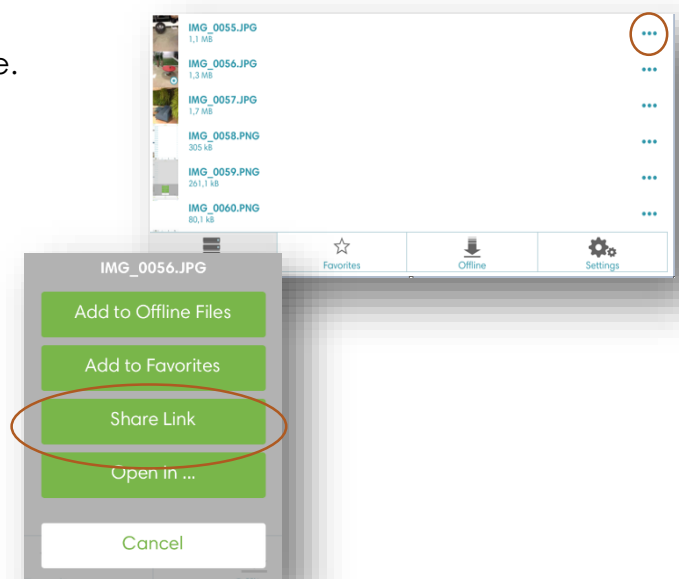 e.
IMG_0055.JPG
1,1 MB
•••
IMG_0056.JPG
1,3 MB
•••
IMG_0057.JPG
1,7 MB
•••
IMG_0058.PNG
305 kB
•••
IMG_0059.PNG
261,1 kB
•••
IMG_0060.PNG
80,1 kB
•••
Favorites
Offline
Settings
IMG_0056.JPG
Add to Offline Files
Add to Favorites
Share Link
Open in ...
Cancel